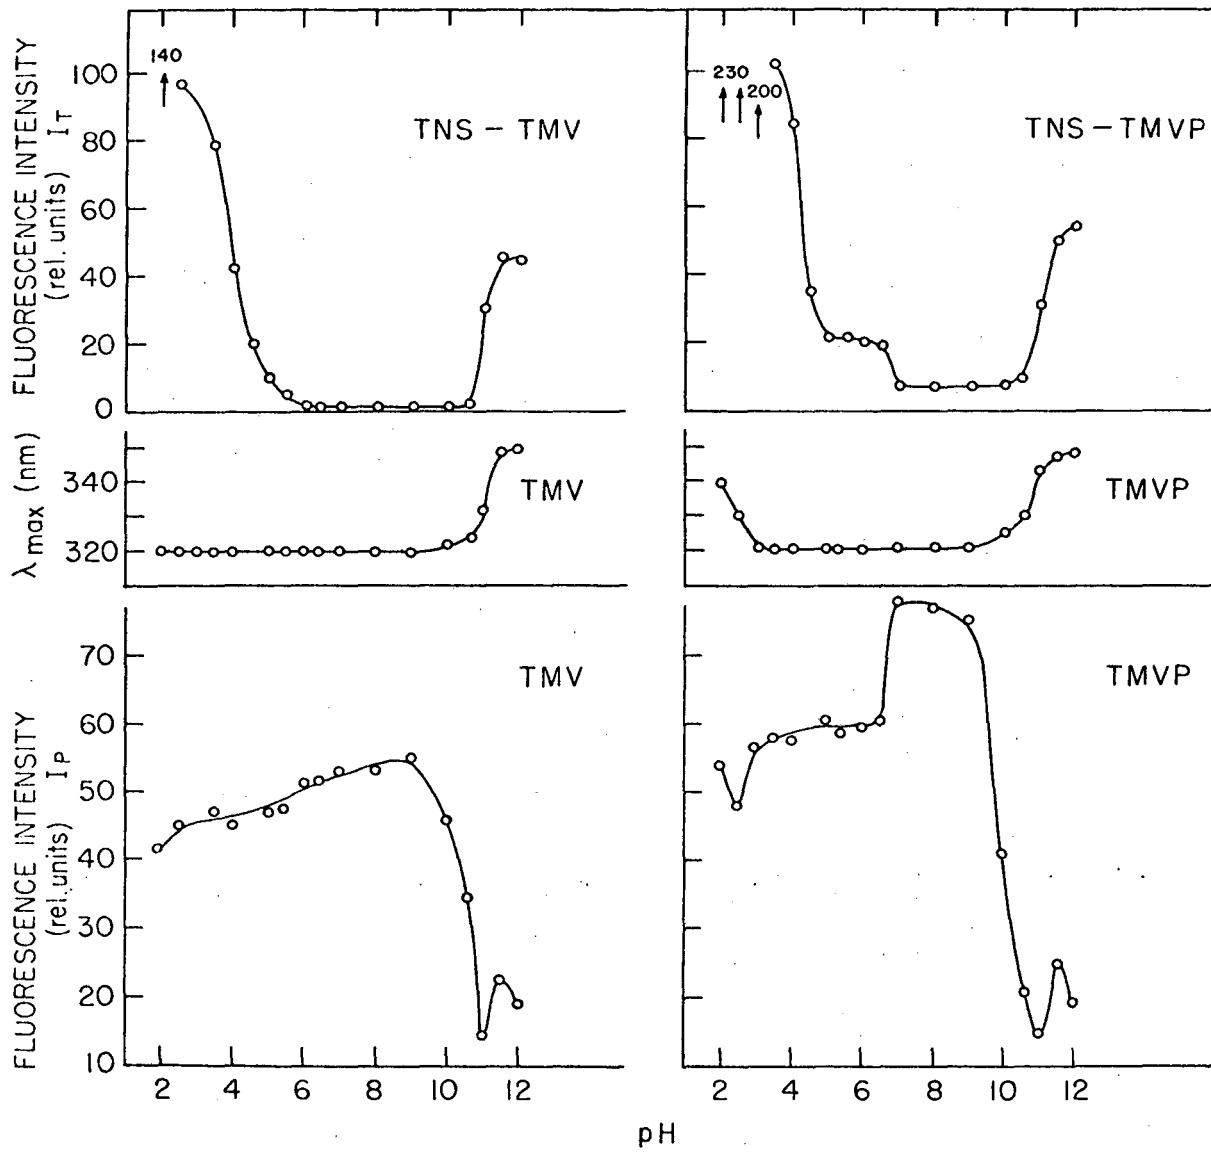 FLUORESCENCE INTENSITY
(rel. units) I_T
100
80
60
40
20
0
140
TNS – TMV
230
200
TNS – TMVP
λ max (nm)
340
320
TMV
TMVP
FLUORESCENCE INTENSITY
(rel. units) I_P
70
60
50
40
30
20
10
TMV
TMVP
2 4 6 8 10 12
2 4 6 8 10 12
pH